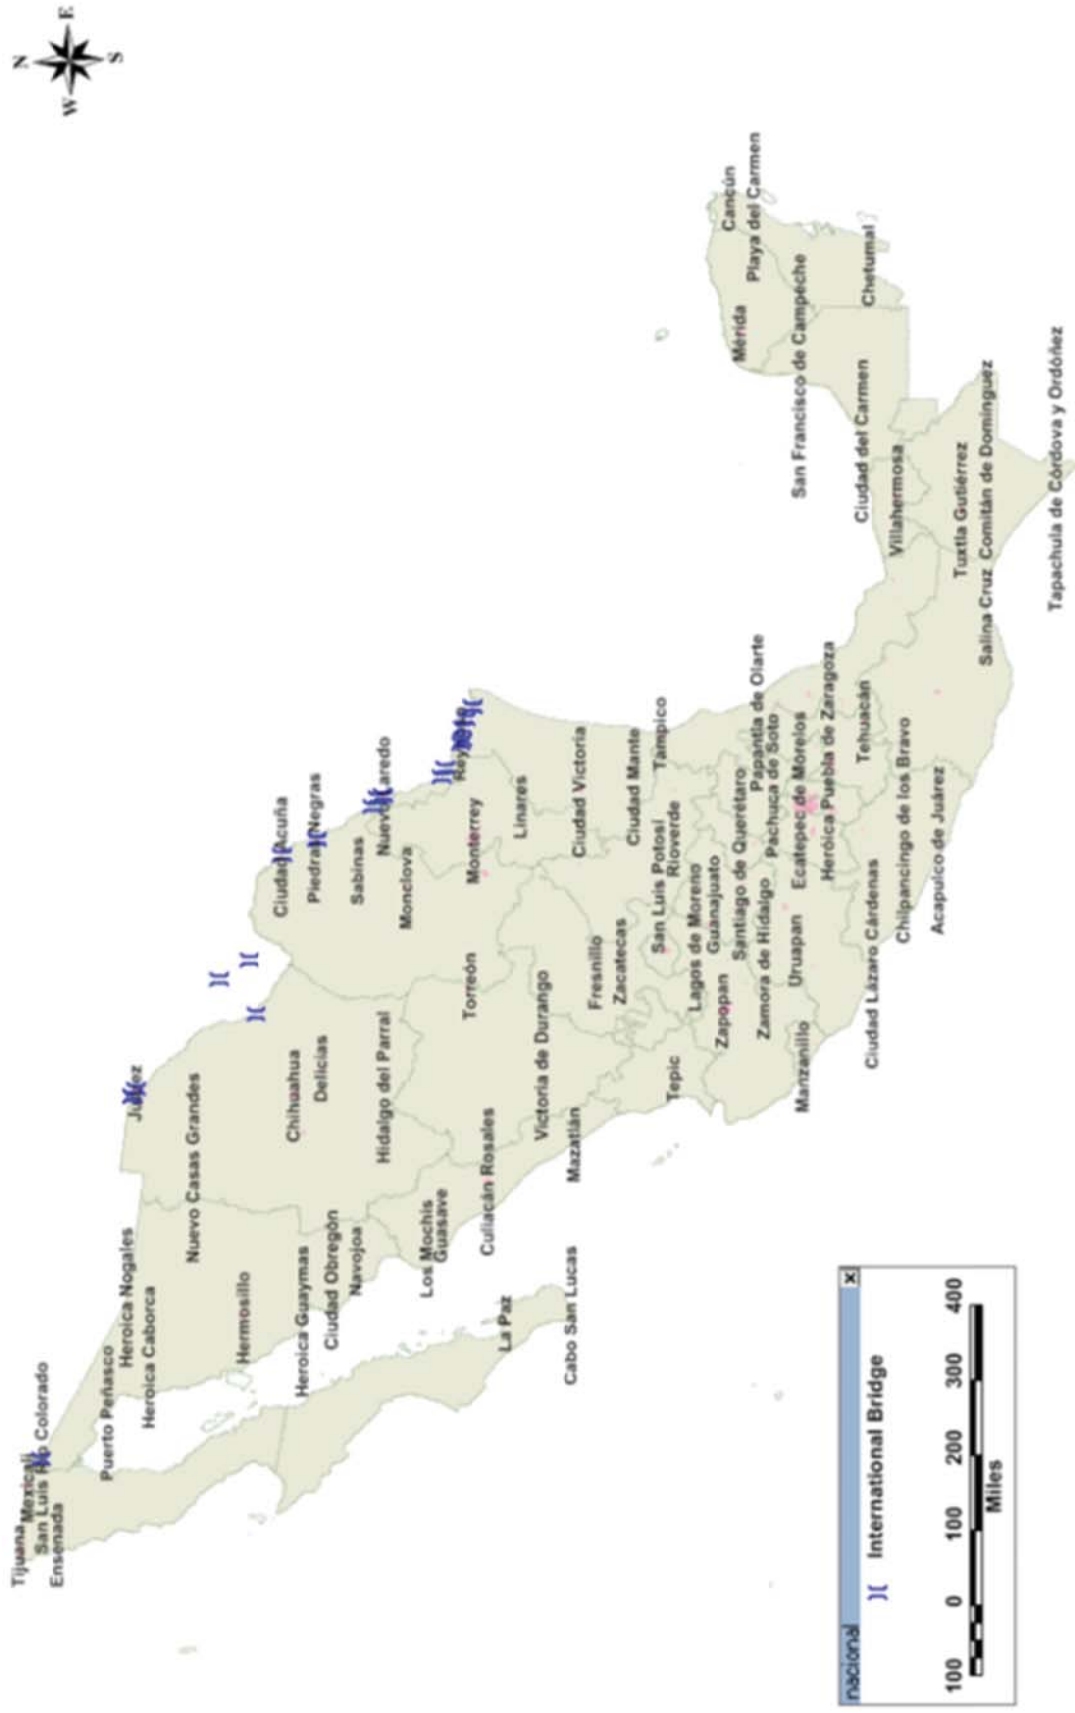 N
W E
S
Tijuana
Mexicali
San Luis Río Colorado
Ensenada
Puerto Peñasco
Heroica Nogales
Heroica Caborca
Juárez
Nuevo Casas Grandes
Hermosillo
Chihuahua
Delicias
Heroica Guaymas
Ciudad Obregón
Navojoa
Hidalgo del Parral
Ciudad Acuña
Piedras Negras
Sabinas
Nuevo Laredo
Monclova
Los Mochis
Guasave
Culiacán Rosales
Torreón
Monterrey
Linares
La Paz
Cabo San Lucas
Victoria de Durango
Mazatlán
Ciudad Victoria
Fresnillo
Zacatecas
Ciudad Mante
Tampico
San Luis Potosí
Rioverde
Tepic
Lagos de Moreno
Guanajuato
Zapopan
Santiago de Querétaro
Papantla de Olarte
Pachuca de Soto
Zamora de Hidalgo
Uruapan
Ecatepec de Morelos
Manzanillo
Heróica Puebla de Zaragoza
Tehuacán
Ciudad Lázaro Cárdenas
Chilpancingo de los Bravo
Acapulco de Juárez
Cancún
Playa del Carmen
Mérida
San Francisco de Campeche
Chetumal
Ciudad del Carmen
Villahermosa
Tuxtla Gutiérrez
Salina Cruz
Comitán de Domínguez
Tapachula de Córdova y Ordóñez
nacional
International Bridge
100 0 100 200 300 400
Miles